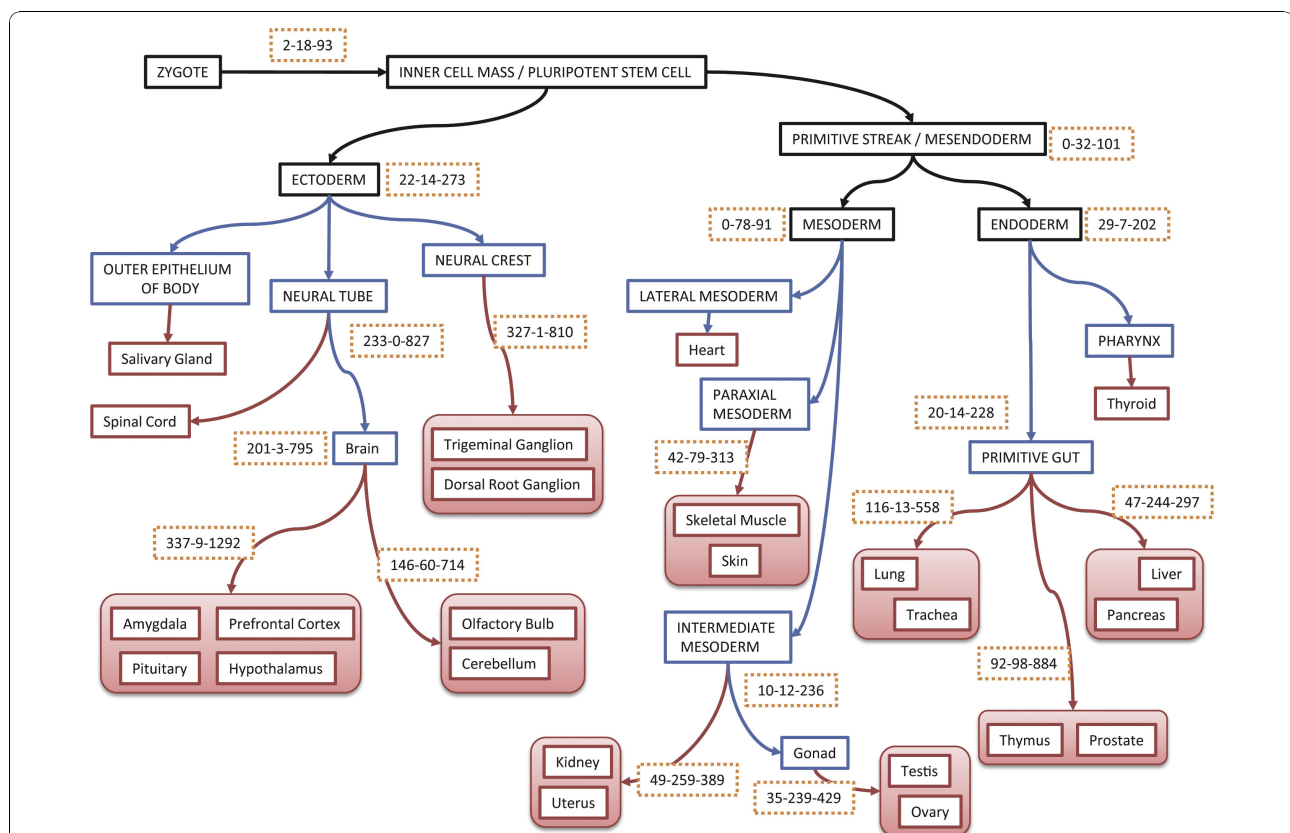 2-18-93
ZYGOTE
INNER CELL MASS / PLURIPOTENT STEM CELL
PRIMITIVE STREAK / MESENDODERM
0-32-101
ECTODERM
22-14-273
0-78-91
MESODERM
ENDODERM
29-7-202
OUTER EPITHELIUM
OF BODY
NEURAL TUBE
NEURAL CREST
LATERAL MESODERM
233-0-827
327-1-810
Salivary Gland
Heart
PHARYNX
Spinal Cord
PARAXIAL
MESODERM
Thyroid
20-14-228
201-3-795
Brain
Trigeminal Ganglion
Dorsal Root Ganglion
42-79-313
PRIMITIVE GUT
116-13-558
47-244-297
Skeletal Muscle
Skin
337-9-1292
146-60-714
Lung
Trachea
Liver
Pancreas
Amygdala
Prefrontal Cortex
Pituitary
Hypothalamus
Olfactory Bulb
Cerebellum
INTERMEDIATE
MESODERM
92-98-884
10-12-236
Thymus
Prostate
Kidney
Uterus
49-259-389
Gonad
35-239-429
Testis
Ovary